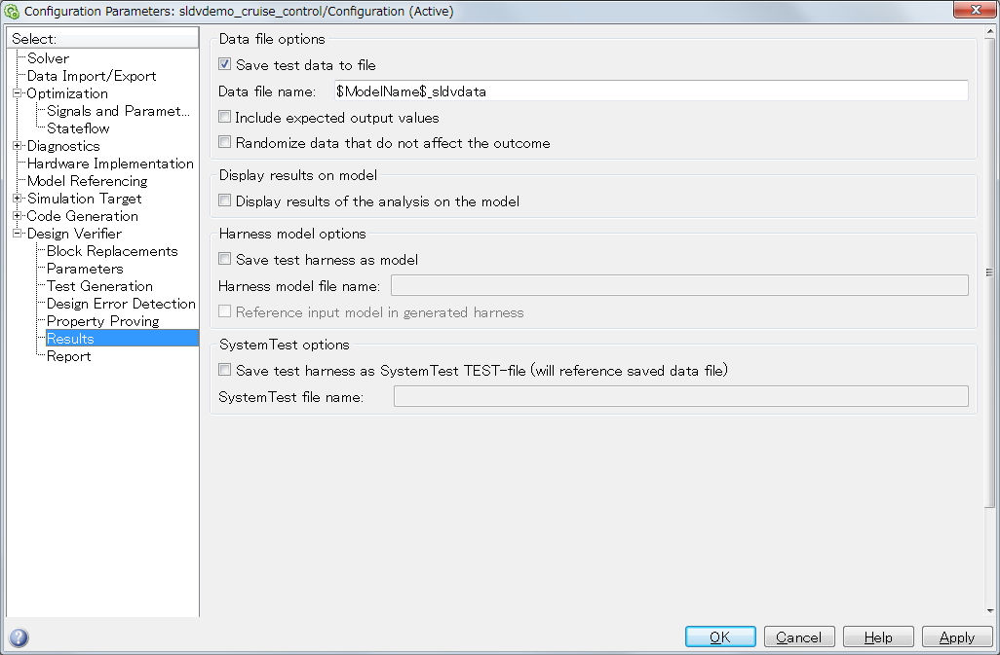 Configuration Parameters: sldvdemo_cruise_control/Configuration (Active)
Select:
Solver
Data Import/Export
Optimization
Signals and Paramet...
Stateflow
Diagnostics
Hardware Implementation
Model Referencing
Simulation Target
Code Generation
Design Verifier
Block Replacements
Parameters
Test Generation
Design Error Detection
Property Proving
Results
Report
Data file options
Save test data to file
Data file name: $ModelName$_sldvdata
Include expected output values
Randomize data that do not affect the outcome
Display results on model
Display results of the analysis on the model
Harness model options
Save test harness as model
Harness model file name:
Reference input model in generated harness
SystemTest options
Save test harness as SystemTest TEST-file (will reference saved data file)
SystemTest file name:
OK Cancel Help Apply